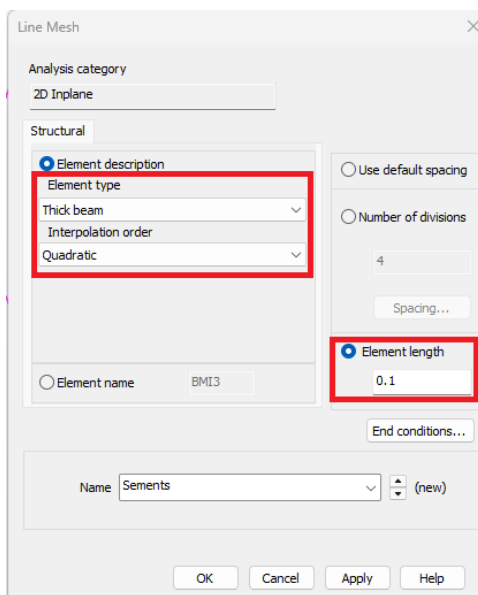 Line Mesh
Analysis category
2D Inplane
Structural
Element description
Element type
Thick beam
Interpolation order
Quadratic
Element name BMI3
Use default spacing
Number of divisions
4
Spacing...
Element length
0.1
End conditions...
Name Sements (new)
OK Cancel Apply Help